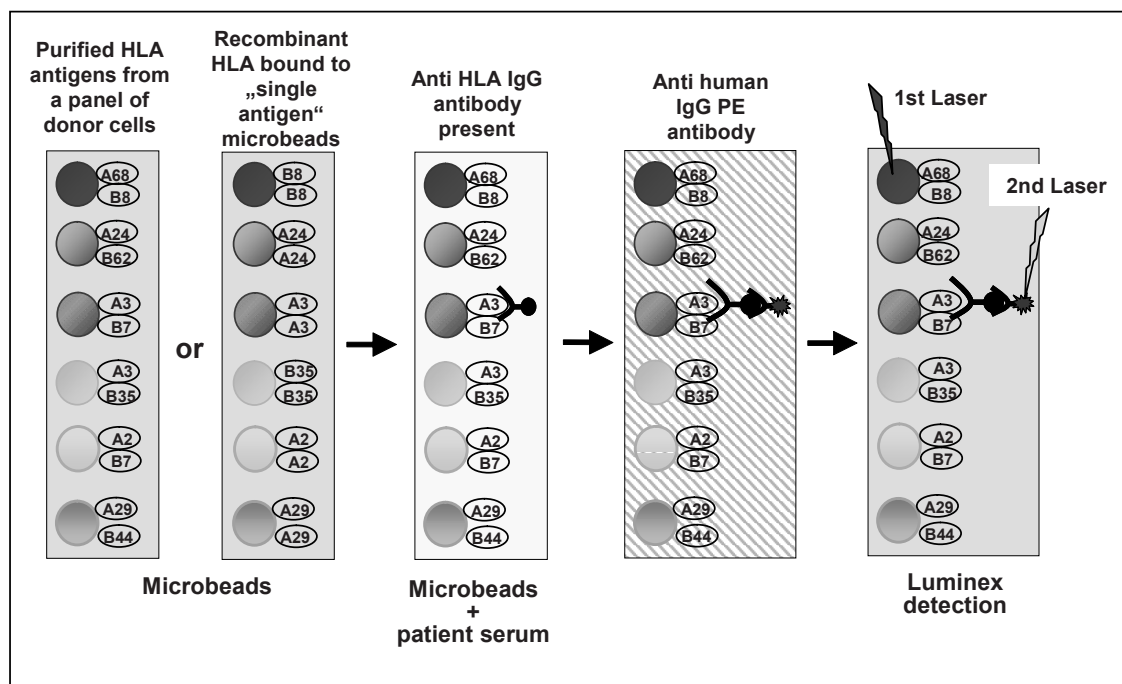 Purified HLA
antigens from
a panel of
donor cells
Recombinant
HLA bound to
„single
antigen“
microbeads
Anti HLA IgG
antibody
present
Anti human
IgG PE
antibody
1st Laser
2nd Laser
A68
B8
A24
B62
A3
B7
A3
B35
A2
B7
A29
B44
or
B8
B8
A24
A24
A3
A3
B35
B35
A2
A2
A29
A29
A68
B8
A24
B62
A3
B7
A3
B35
A2
B7
A29
B44
A68
B8
A24
B62
A3
B7
A3
B35
A2
B7
A29
B44
A68
B8
A24
B62
A3
B7
A3
B35
A2
B7
A29
B44
Microbeads
Microbeads
+
patient serum
Luminex
detection